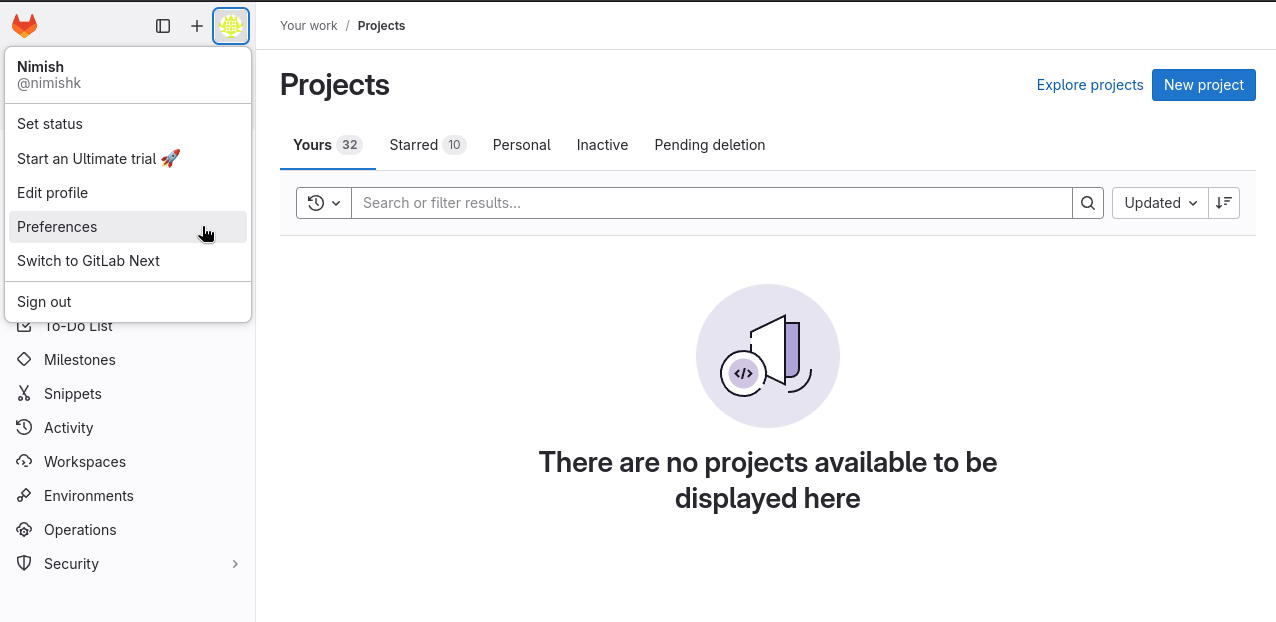 Your work / Projects
Nimish
@nimishk
Set status
Start an Ultimate trial 🚀
Edit profile
Preferences
Switch to GitLab Next
Sign out
To-Do List
Milestones
Snippets
Activity
Workspaces
Environments
Operations
Security
Projects
Explore projects
New project
Yours 32
Starred 10
Personal
Inactive
Pending deletion
Search or filter results...
Updated
</>
There are no projects available to be
displayed here